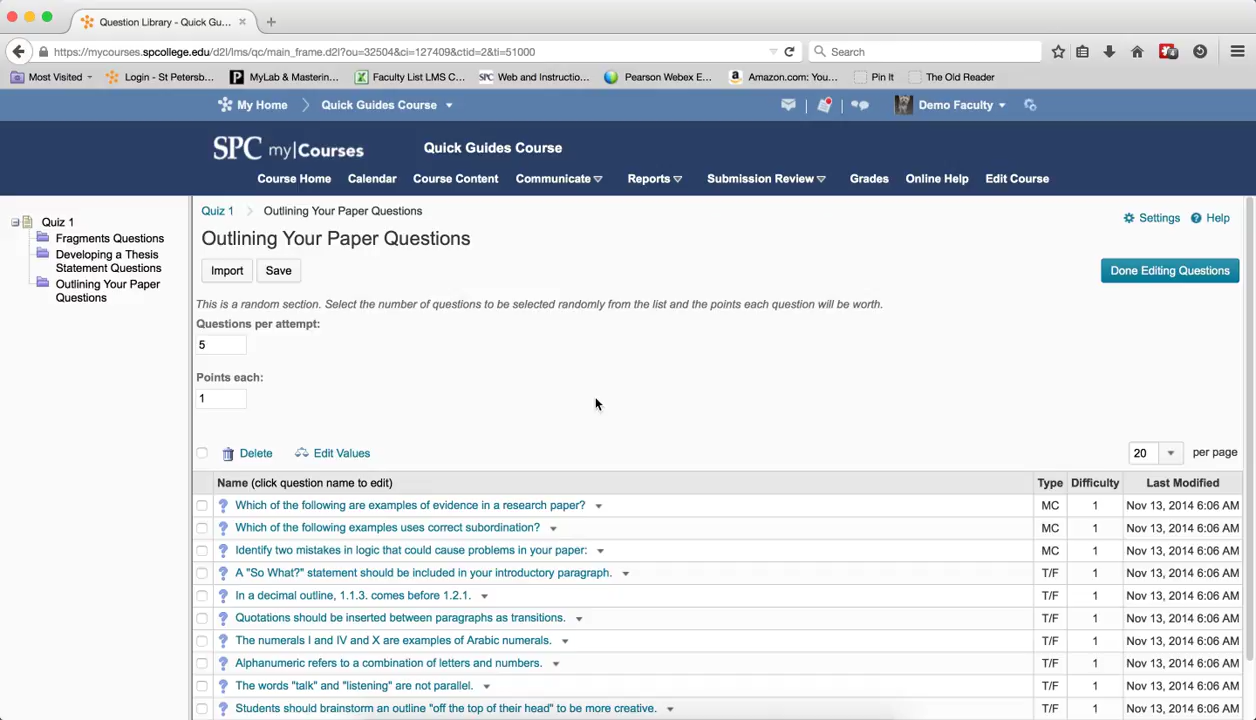 Question Library - Quick Gu...
https://mycourses.spcollege.edu/d2l/lms/qc/main_frame.d2l?ou=32504&ci=127409&ctid=2&ti=51000
Search
Most Visited
Login - St Petersb...
MyLab & Masterin...
Faculty List LMS C...
SPC
Web and Instructio...
Pearson Webex E...
Amazon.com: You...
Pin It
The Old Reader
My Home
Quick Guides Course
Demo Faculty
SPC my|Courses
Quick Guides Course
Course Home
Calendar
Course Content
Communicate
Reports
Submission Review
Grades
Online Help
Edit Course
Quiz 1
Fragments Questions
Developing a Thesis
Statement Questions
Outlining Your Paper
Questions
Quiz 1
Outlining Your Paper Questions
Settings
Help
Outlining Your Paper Questions
Import
Save
Done Editing Questions
This is a random section. Select the number of questions to be selected randomly from the list and the points each question will be worth.
Questions per attempt:
5
Points each:
1
Delete
Edit Values
20
per page
Name (click question name to edit) Type Difficulty Last Modified
Which of the following are examples of evidence in a research paper? MC 1 Nov 13, 2014 6:06 AM
Which of the following examples uses correct subordination? MC 1 Nov 13, 2014 6:06 AM
Identify two mistakes in logic that could cause problems in your paper: MC 1 Nov 13, 2014 6:06 AM
A "So What?" statement should be included in your introductory paragraph. T/F 1 Nov 13, 2014 6:06 AM
In a decimal outline, 1.1.3. comes before 1.2.1. T/F 1 Nov 13, 2014 6:06 AM
Quotations should be inserted between paragraphs as transitions. T/F 1 Nov 13, 2014 6:06 AM
The numerals I and IV and X are examples of Arabic numerals. T/F 1 Nov 13, 2014 6:06 AM
Alphanumeric refers to a combination of letters and numbers. T/F 1 Nov 13, 2014 6:06 AM
The words "talk" and "listening" are not parallel. T/F 1 Nov 13, 2014 6:06 AM
Students should brainstorm an outline "off the top of their head" to be more creative. T/F 1 Nov 13, 2014 6:06 AM